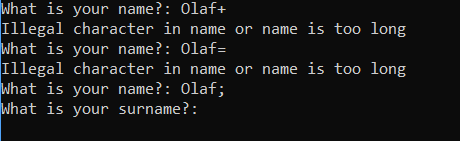 What is your name?: Olaf+
Illegal character in name or name is too long
What is your name?: Olaf=
Illegal character in name or name is too long
What is your name?: Olaf;
What is your surname?: